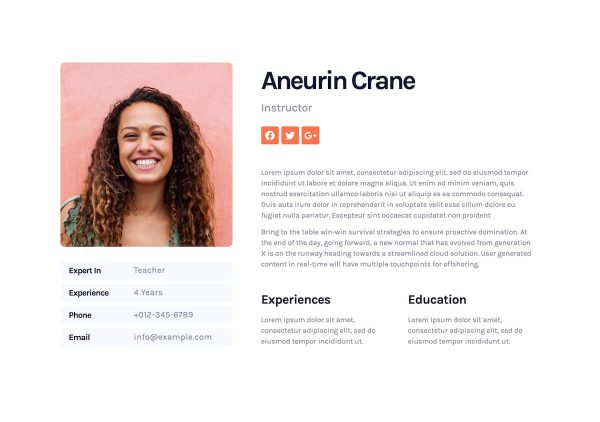 Aneurin Crane
Instructor
Lorem ipsum dolor sit amet, consectetur adipiscing elit, sed do eiusmod tempor
incididunt ut labore et dolore magna aliqua. Ut enim ad minim veniam, quis
nostrud exercitation ullamco laboris nisi ut aliquip ex ea commodo consequat.
Duis aute irure dolor in reprehenderit in voluptate velit esse cillum dolore eu
fugiat nulla pariatur. Excepteur sint occaecat cupidatat non proident
Bring to the table win-win survival strategies to ensure proactive domination. At
the end of the day, going forward, a new normal that has evolved from generation
X is on the runway heading towards a streamlined cloud solution. User generated
content in real-time will have multiple touchpoints for offshoring.
Expert In Teacher
Experience 4 Years
Phone +012-345-6789
Email info@example.com
Experiences
Lorem ipsum dolor sit amet,
consectetur adipiscing elit, sed do
eiusmod tempor incididunt ut.
Education
Lorem ipsum dolor sit amet,
consectetur adipiscing elit, sed do
eiusmod tempor incididunt ut.